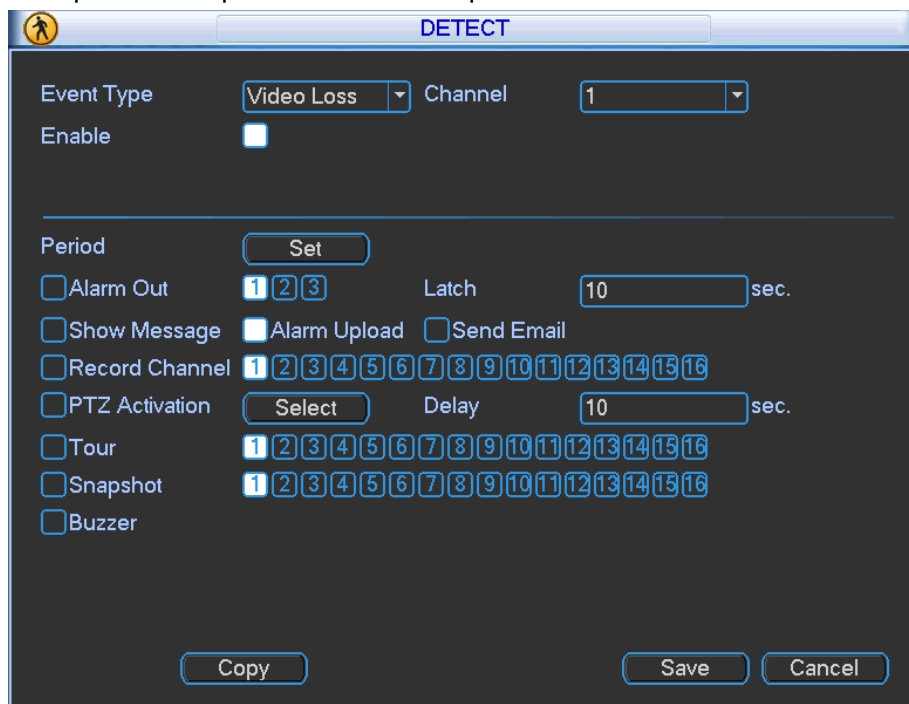 DETECT
Event Type Video Loss Channel 1
Enable
Period Set
Alarm Out 1 2 3 Latch 10 sec.
Show Message Alarm Upload Send Email
Record Channel 1 2 3 4 5 6 7 8 9 10 11 12 13 14 15 16
PTZ Activation Select Delay 10 sec.
Tour 1 2 3 4 5 6 7 8 9 10 11 12 13 14 15 16
Snapshot 1 2 3 4 5 6 7 8 9 10 11 12 13 14 15 16
Buzzer
Copy Save Cancel